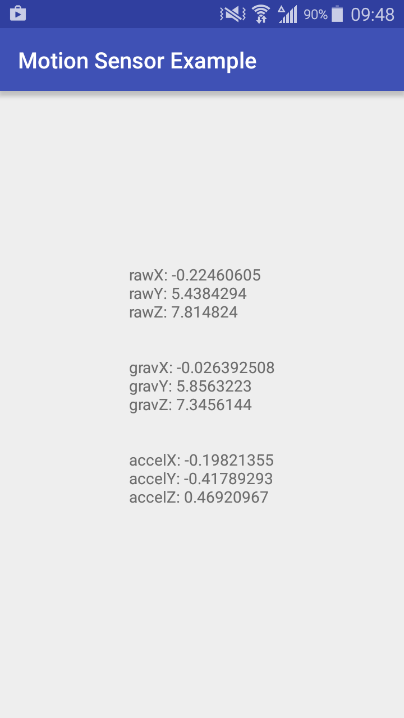 90% 09:48
Motion Sensor Example
rawX: -0.22460605
rawY: 5.4384294
rawZ: 7.814824
gravX: -0.026392508
gravY: 5.8563223
gravZ: 7.3456144
accelX: -0.19821355
accelY: -0.41789293
accelZ: 0.46920967